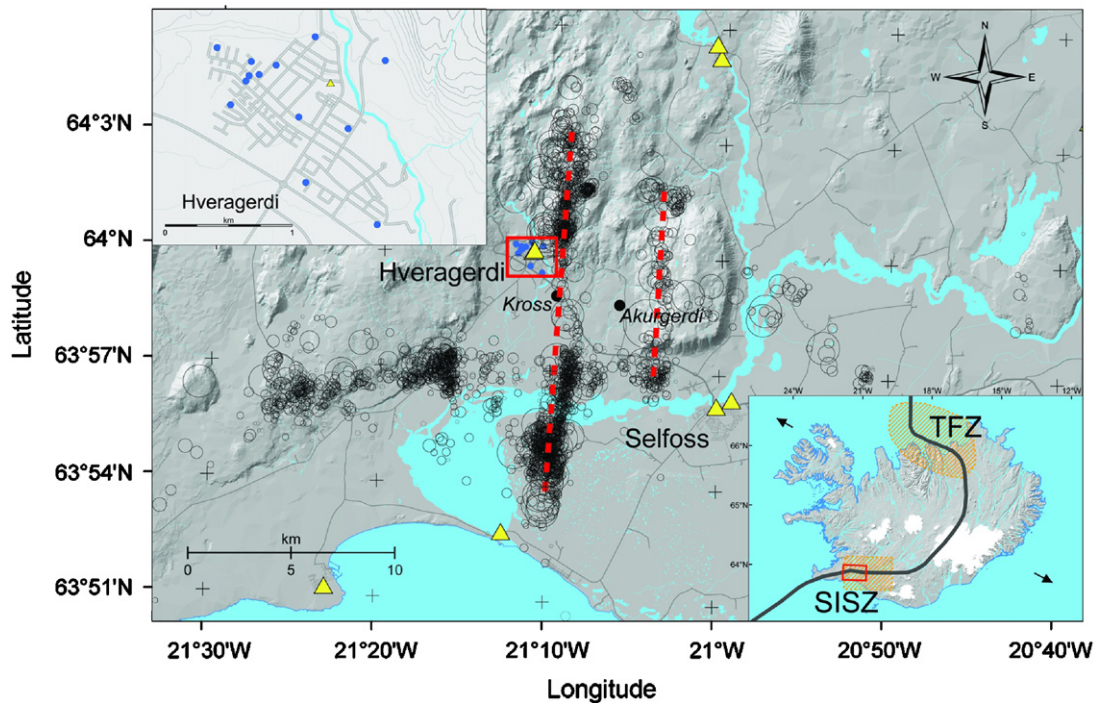 Hveragerdi
km
0
1
N
W
E
S
64°3'N
64°0'N
63°57'N
63°54'N
63°51'N
Latitude
Hveragerdi
Kross
Akurgerdi
Selfoss
km
0
5
10
24°W
21°W
18°W
15°W
12°W
66°N
65°N
64°N
TFZ
SISZ
21°30'W
21°20'W
21°10'W
21°W
20°50'W
20°40'W
Longitude